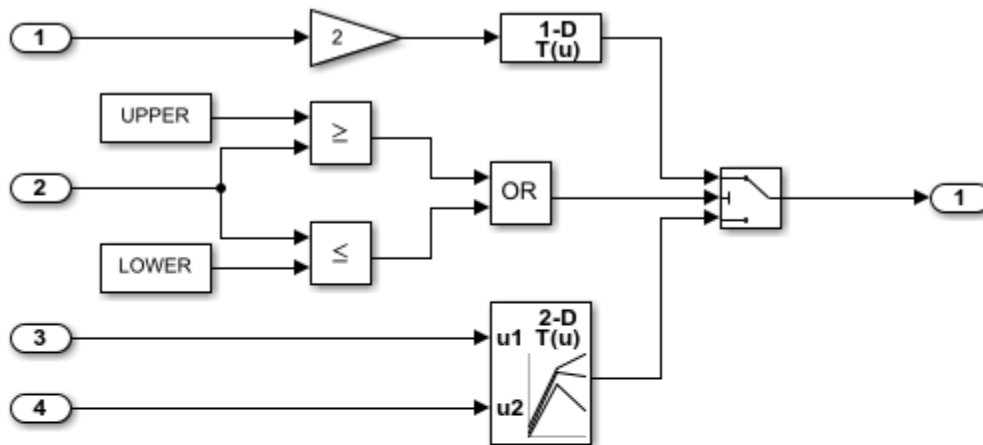 1
2
1-D
T(u)
UPPER
≥
2
OR
1
LOWER
≤
3
u1
2-D
T(u)
4
u2